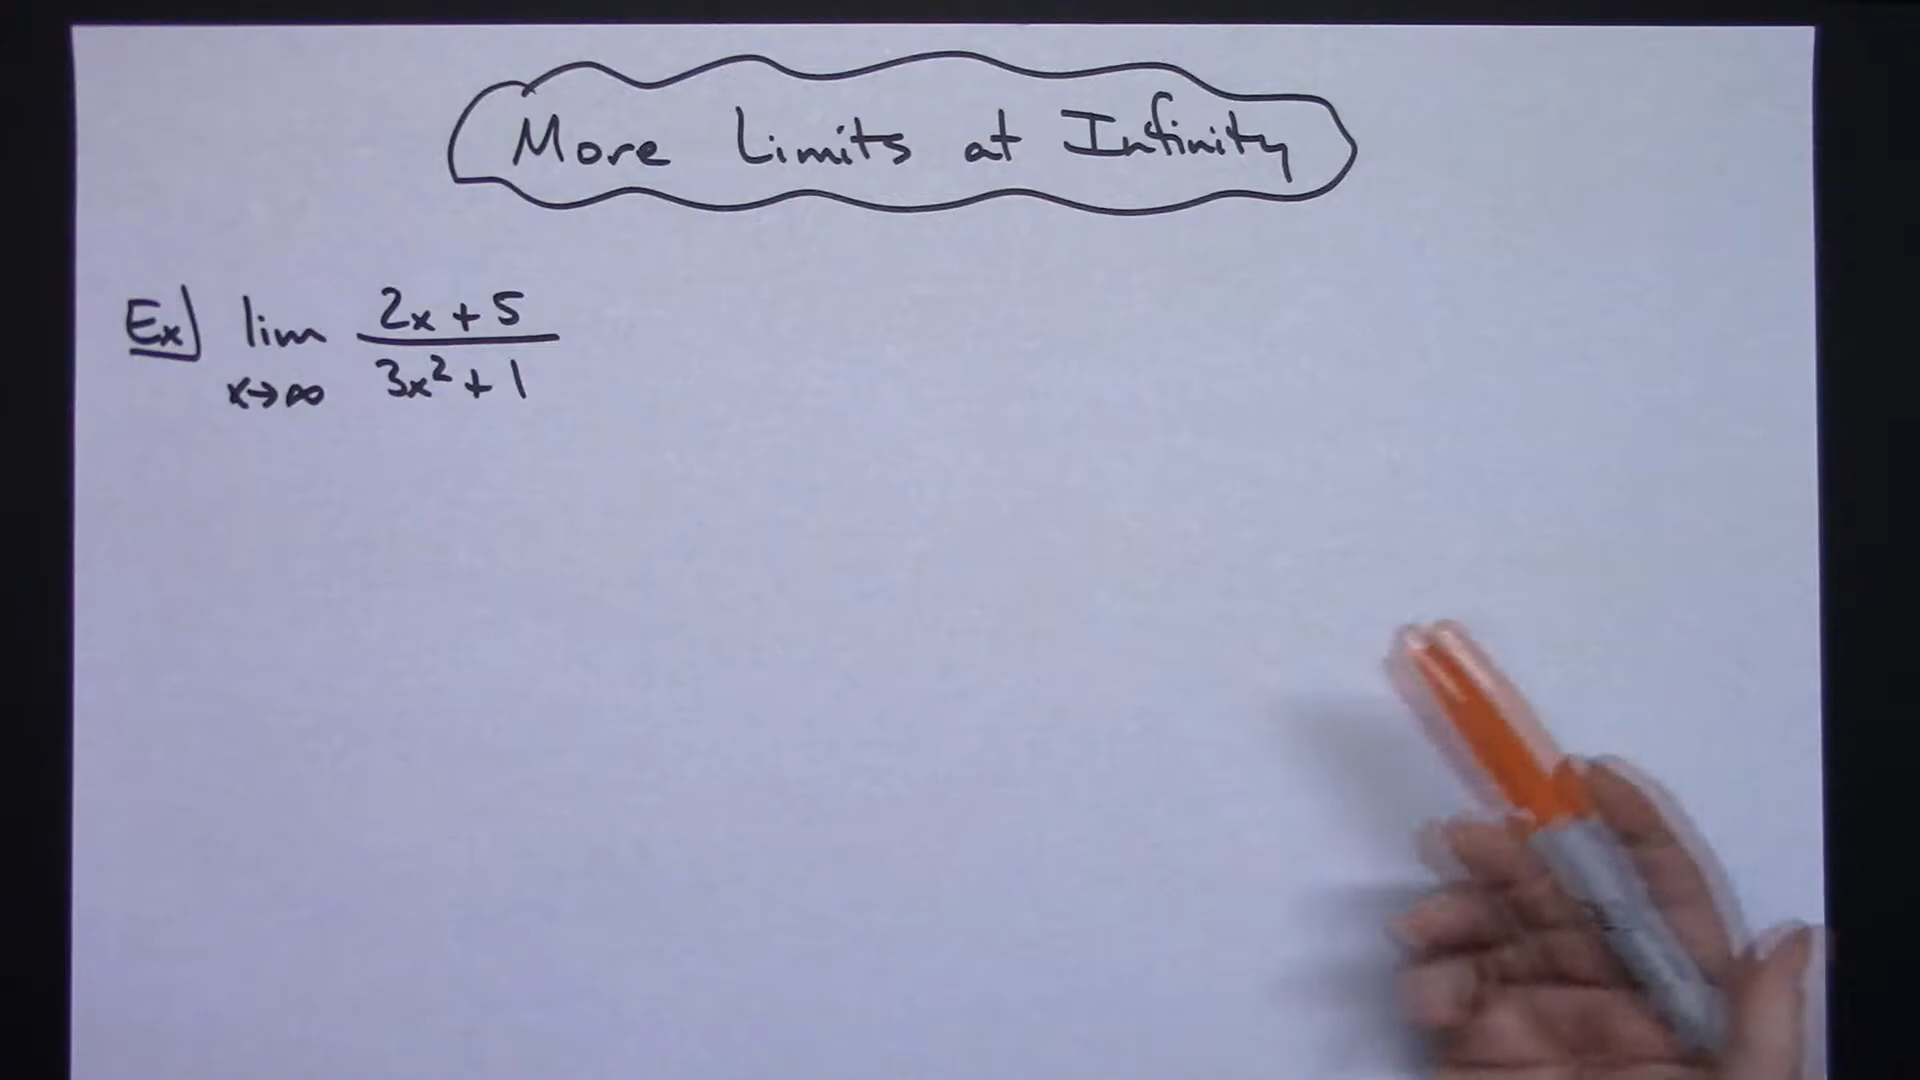 More Limits at Infinity
Ex) lim 2x + 5
x→∞ 3x² + 1